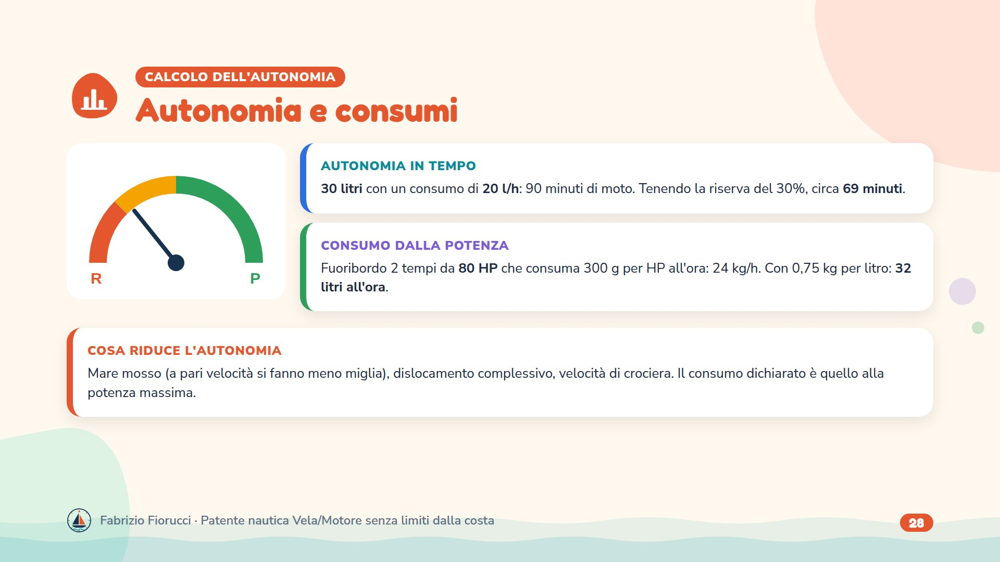 CALCOLO DELL'AUTONOMIA
Autonomia e consumi
R
P
AUTONOMIA IN TEMPO
30 litri con un consumo di 20 l/h: 90 minuti di moto. Tenendo la riserva del 30%, circa 69 minuti.
CONSUMO DALLA POTENZA
Fuoribordo 2 tempi da 80 HP che consuma 300 g per HP all'ora: 24 kg/h. Con 0,75 kg per litro: 32
litri all'ora.
COSA RIDUCE L'AUTONOMIA
Mare mosso (a pari velocità si fanno meno miglia), dislocamento complessivo, velocità di crociera. Il consumo dichiarato è quello alla
potenza massima.
Fabrizio Fiorucci · Patente nautica Vela/Motore senza limiti dalla costa
28